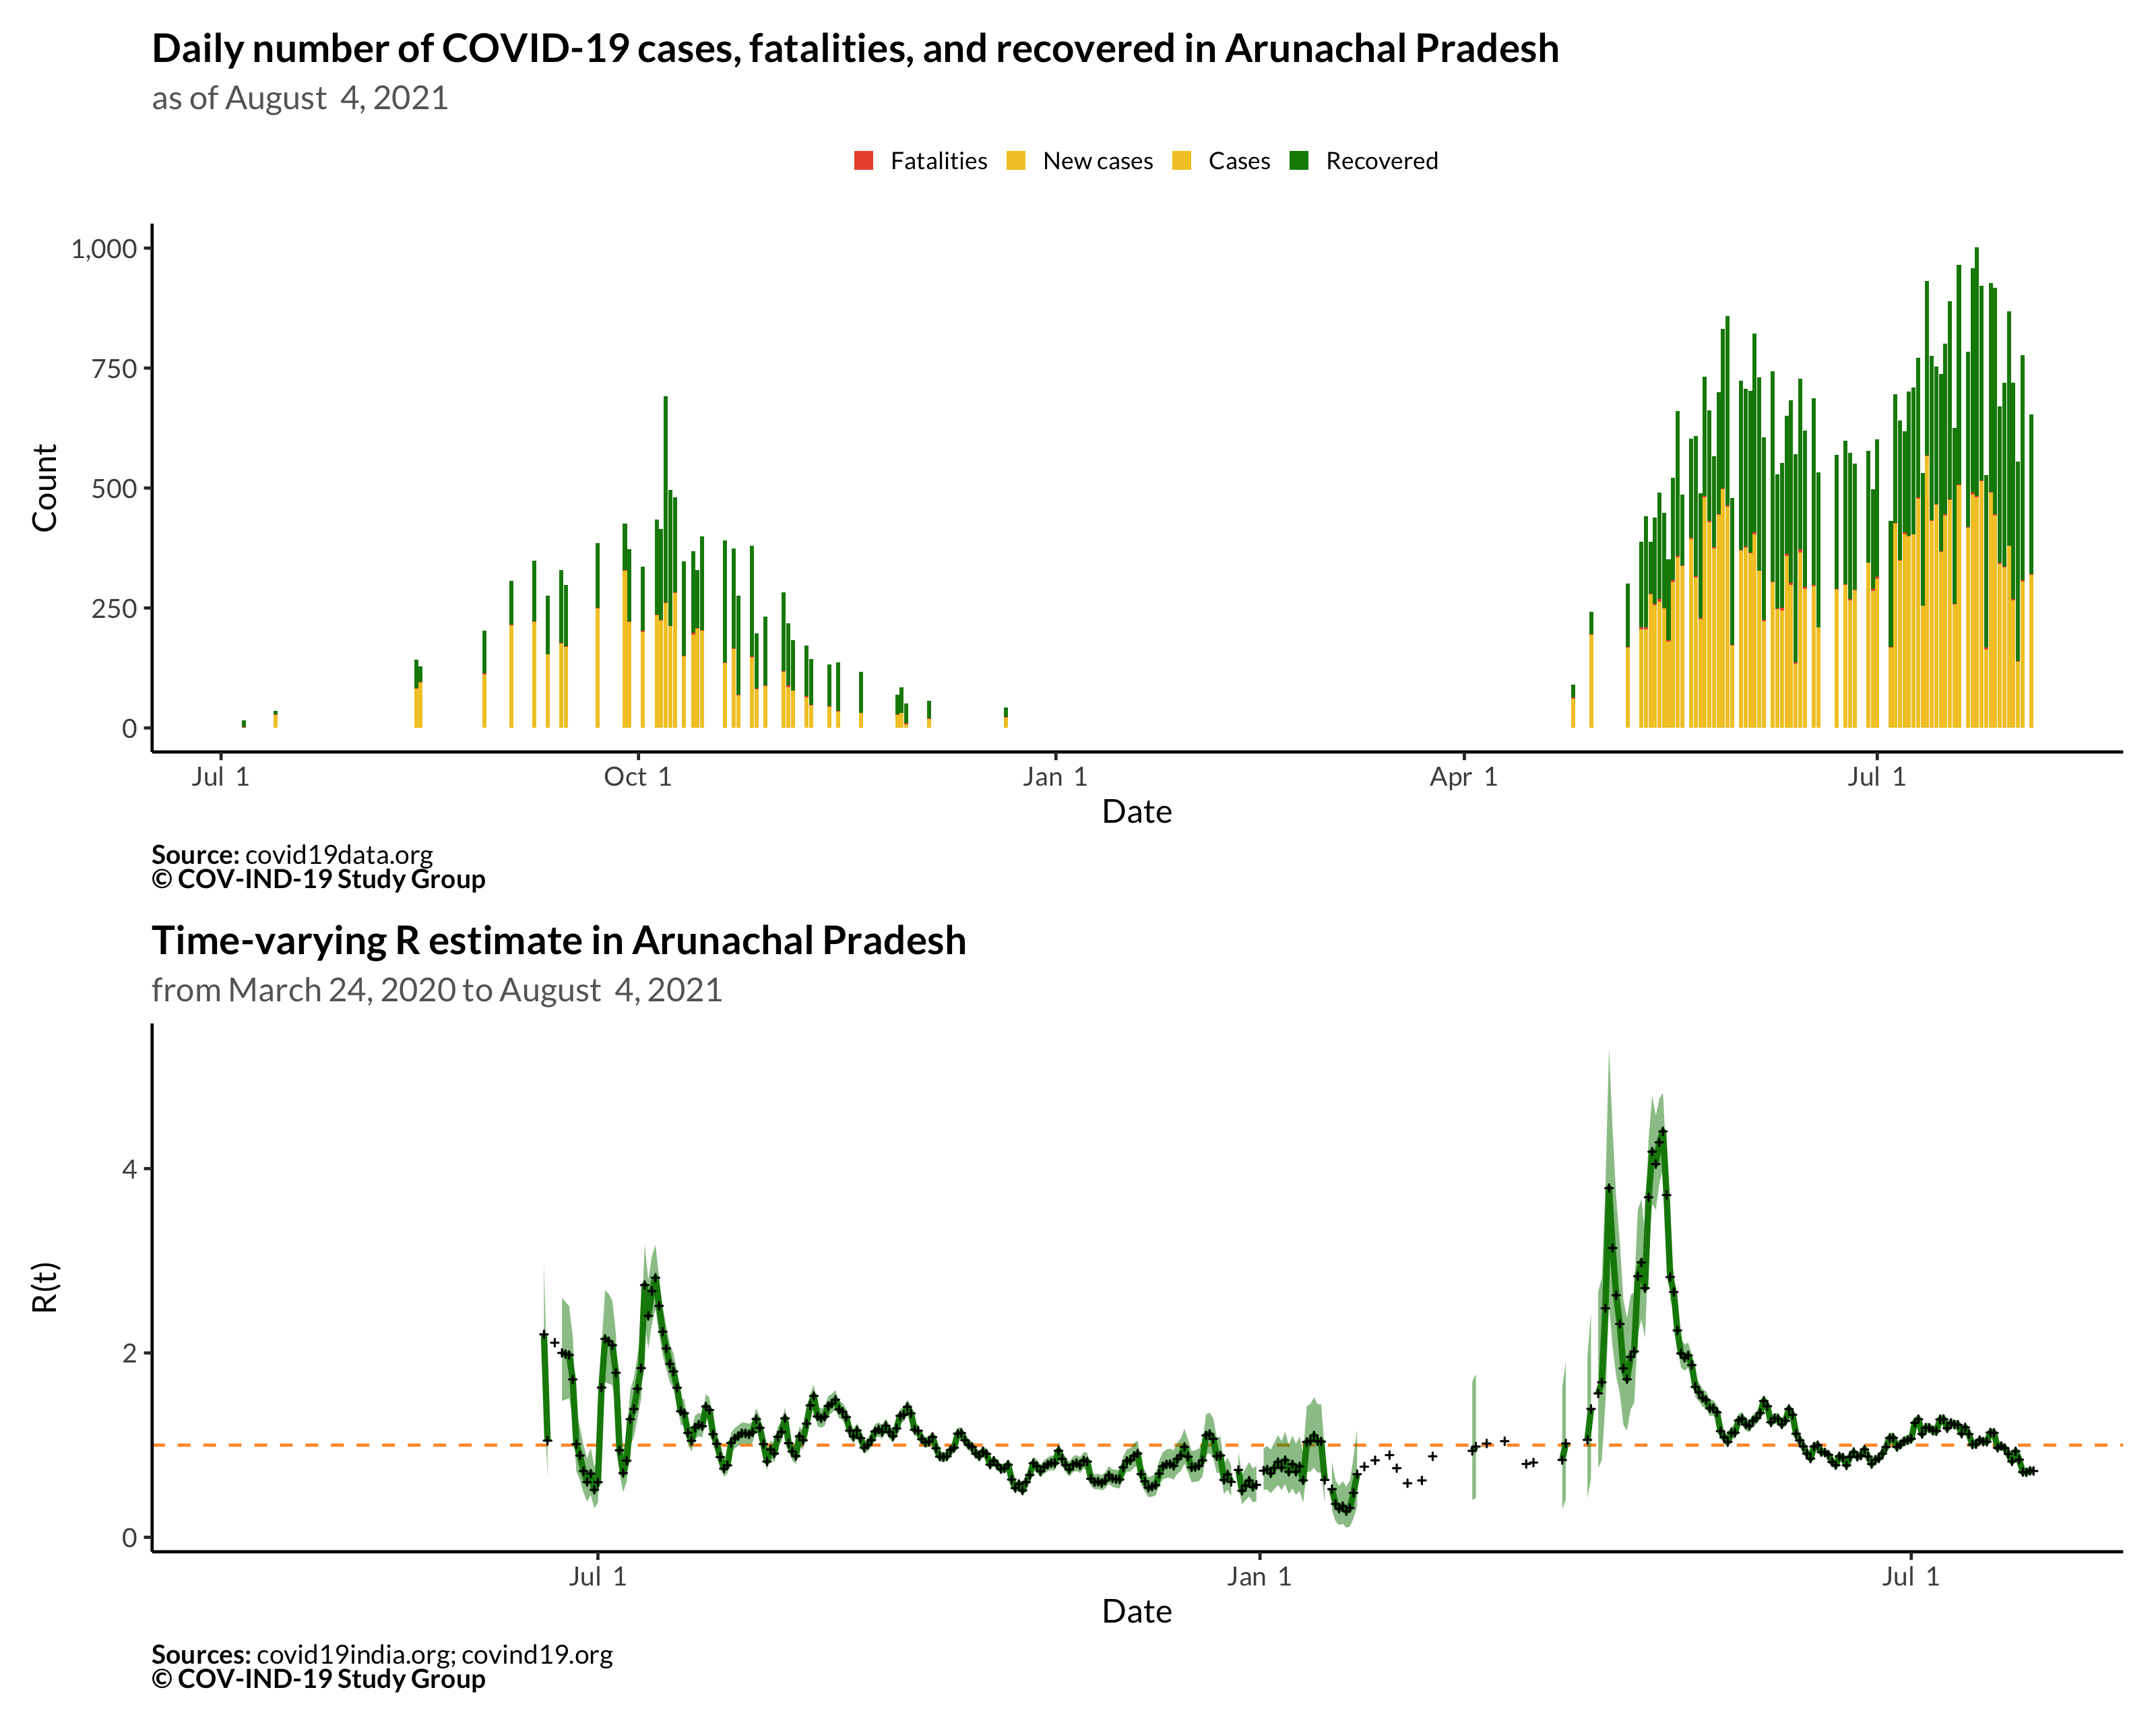 Daily number of COVID-19 cases, fatalities, and recovered in Arunachal Pradesh
as of August  4, 2021
Fatalities New cases Cases Recovered
1,000
750
500
250
0
Count
Jul  1 Oct  1 Jan  1 Apr  1 Jul  1
Date
Source: covid19data.org
© COV-IND-19 Study Group
Time-varying R estimate in Arunachal Pradesh
from March 24, 2020 to August  4, 2021
4
2
0
R(t)
Jul  1 Jan  1 Jul  1
Date
Sources: covid19india.org; covind19.org
© COV-IND-19 Study Group